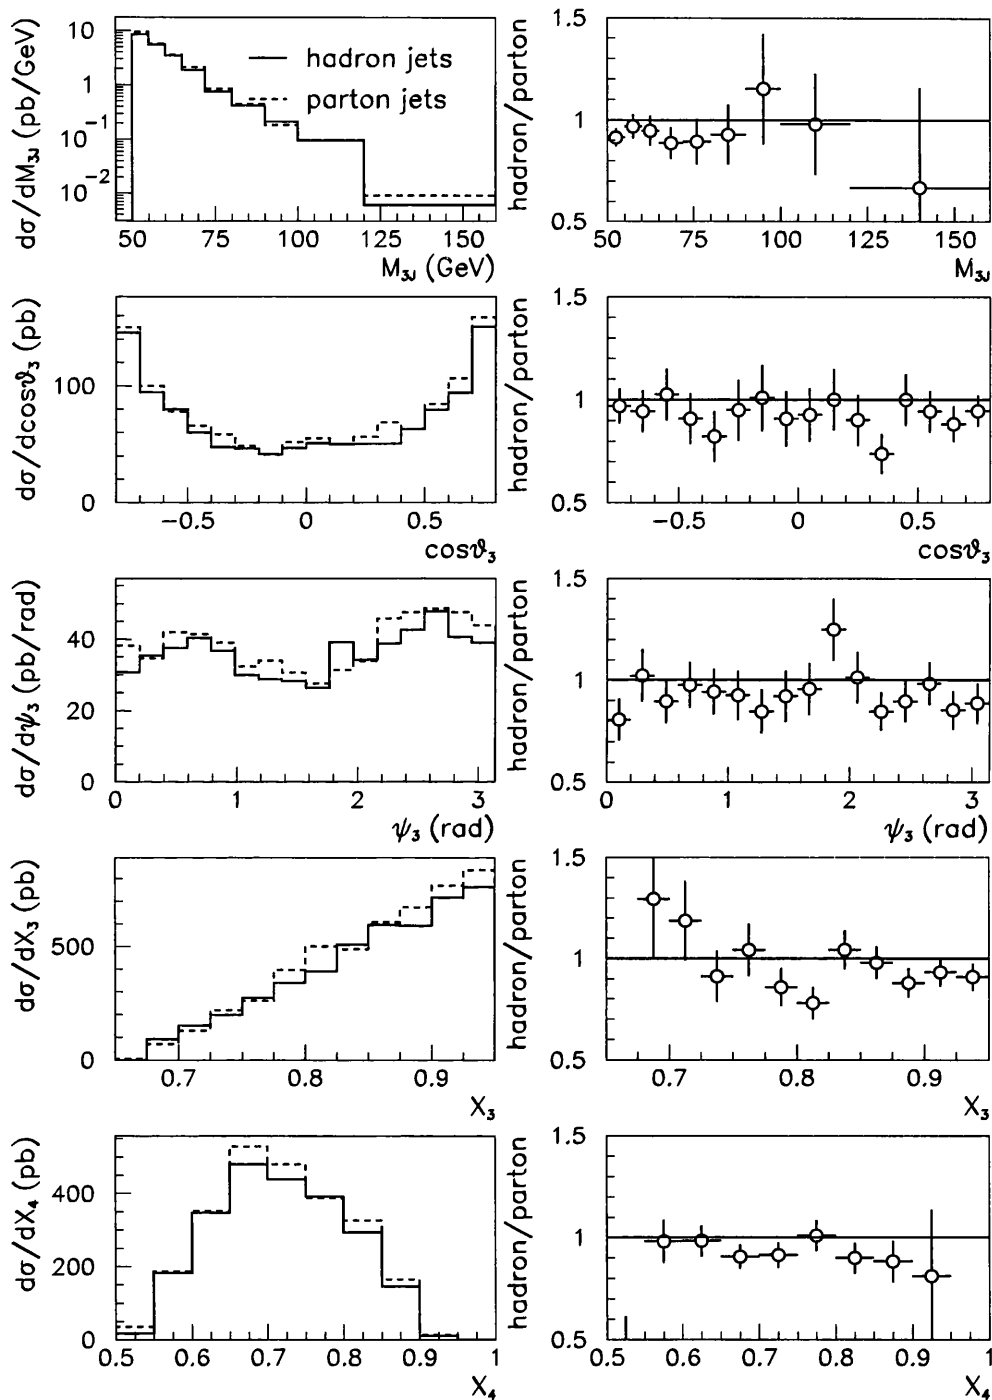 dσ/dM₃J (pb/GeV)
10
1
10⁻¹
10⁻²
hadron jets
parton jets
50 75 100 125 150
M₃J (GeV)
hadron/parton
1.5
1
0.5
50 75 100 125 150
M₃J
dσ/dcosϑ₃ (pb)
100
0
−0.5 0 0.5
cosϑ₃
hadron/parton
1.5
1
0.5
−0.5 0 0.5
cosϑ₃
dσ/dψ₃ (pb/rad)
40
20
0
0 1 2 3
ψ₃ (rad)
hadron/parton
1.5
1
0.5
0 1 2 3
ψ₃ (rad)
dσ/dX₃ (pb)
500
0
0.7 0.8 0.9
X₃
hadron/parton
1.5
1
0.5
0.7 0.8 0.9
X₃
dσ/dX₄ (pb)
400
200
0
0.5 0.6 0.7 0.8 0.9 1
X₄
hadron/parton
1.5
1
0.5
0.5 0.6 0.7 0.8 0.9 1
X₄